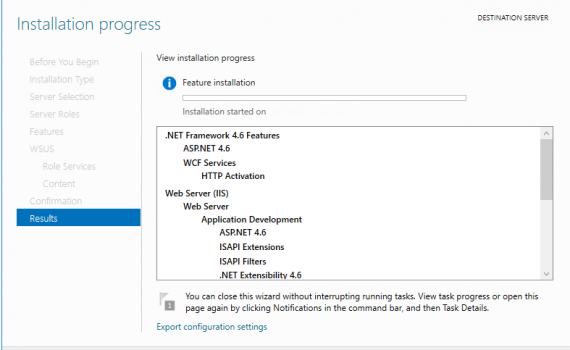 Installation progress
DESTINATION SERVER
Before You Begin
Installation Type
Server Selection
Server Roles
Features
WSUS
Role Services
Content
Confirmation
Results
View installation progress
Feature installation
Installation started on
.NET Framework 4.6 Features
ASP.NET 4.6
WCF Services
HTTP Activation
Web Server (IIS)
Web Server
Application Development
ASP.NET 4.6
ISAPI Extensions
ISAPI Filters
.NET Extensibility 4.6
1
You can close this wizard without interrupting running tasks. View task progress or open this
page again by clicking Notifications in the command bar, and then Task Details.
Export configuration settings